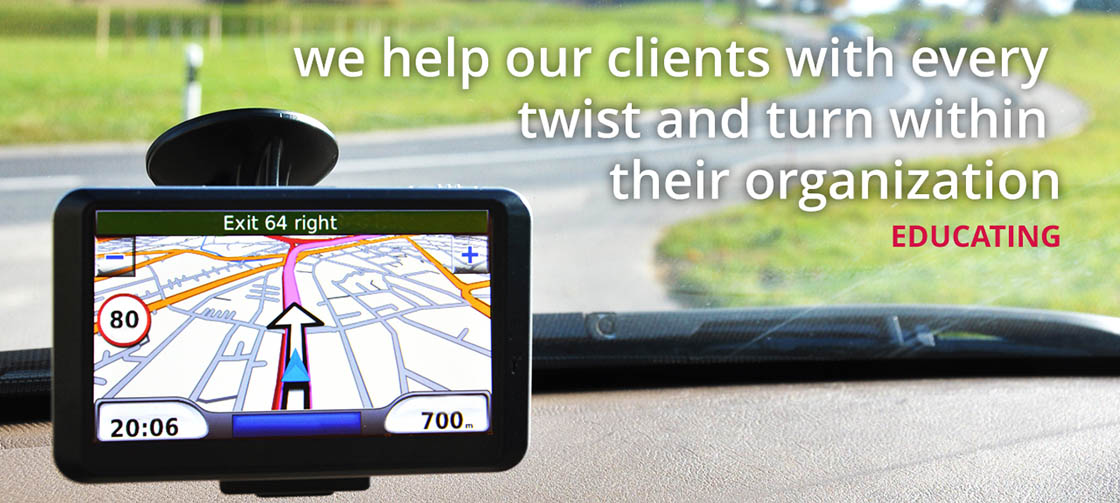 we help our clients with every
twist and turn within
their organization
EDUCATING
Exit 64 right
-
+
80
20:06
700m